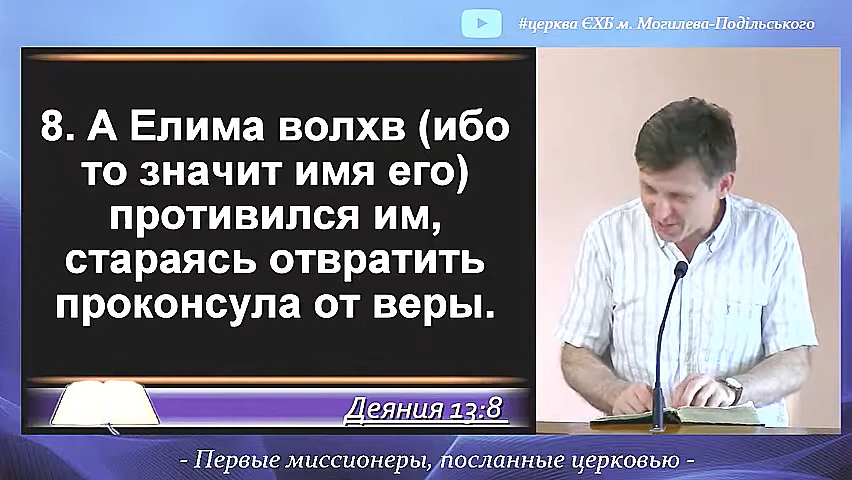 #церква ЄХБ м. Могилева-Подільського
8. А Елима волхв (ибо
то значит имя его)
противился им,
стараясь отвратить
проконсула от веры.
Деяния 13:8
- Первые миссионеры, посланные церковью -